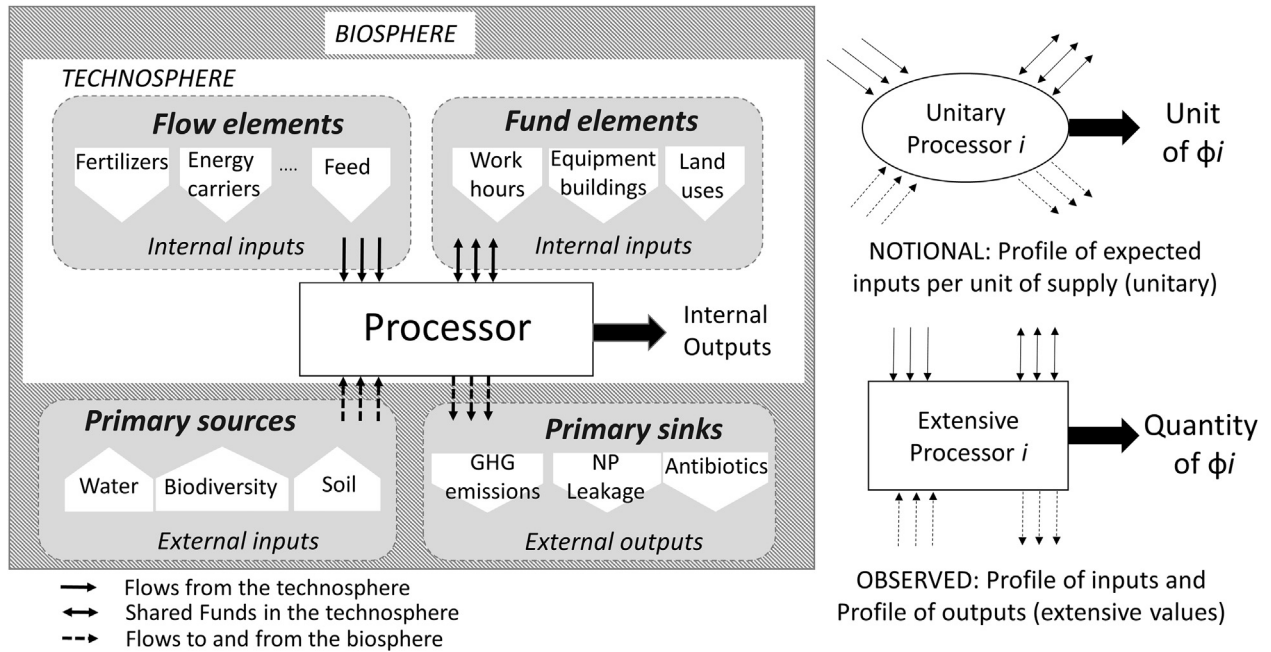 BIOSPHERE
TECHNOSPHERE
Flow elements
Fertilizers
Energy
carriers
....
Feed
Internal inputs
Fund elements
Work
hours
Equipment
buildings
Land
uses
Internal inputs
Processor
Internal
Outputs
Primary sources
Water
Biodiversity
Soil
External inputs
Primary sinks
GHG
emissions
NP
Leakage
Antibiotics
External outputs
Flows from the technosphere
Shared Funds in the technosphere
Flows to and from the biosphere
Unitary
Processor i
Unit
of ϕi
NOTIONAL: Profile of expected
inputs per unit of supply (unitary)
Extensive
Processor i
Quantity
of ϕi
OBSERVED: Profile of inputs and
Profile of outputs (extensive values)